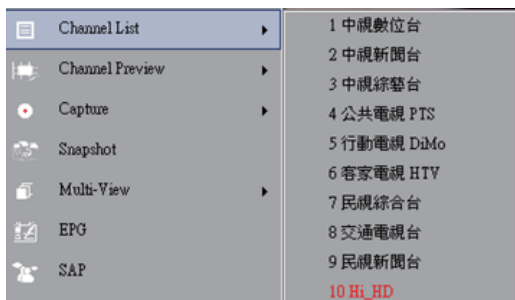 Channel List
Channel Preview
Capture
Snapshot
Multi-View
EPG
SAP
1 中視數位台
2 中視新聞台
3 中視綜藝台
4 公共電視 PTS
5 行動電視 DiMo
6 客家電視 HTV
7 民視綜合台
8 交通電視台
9 民視新聞台
10 Hi_HD